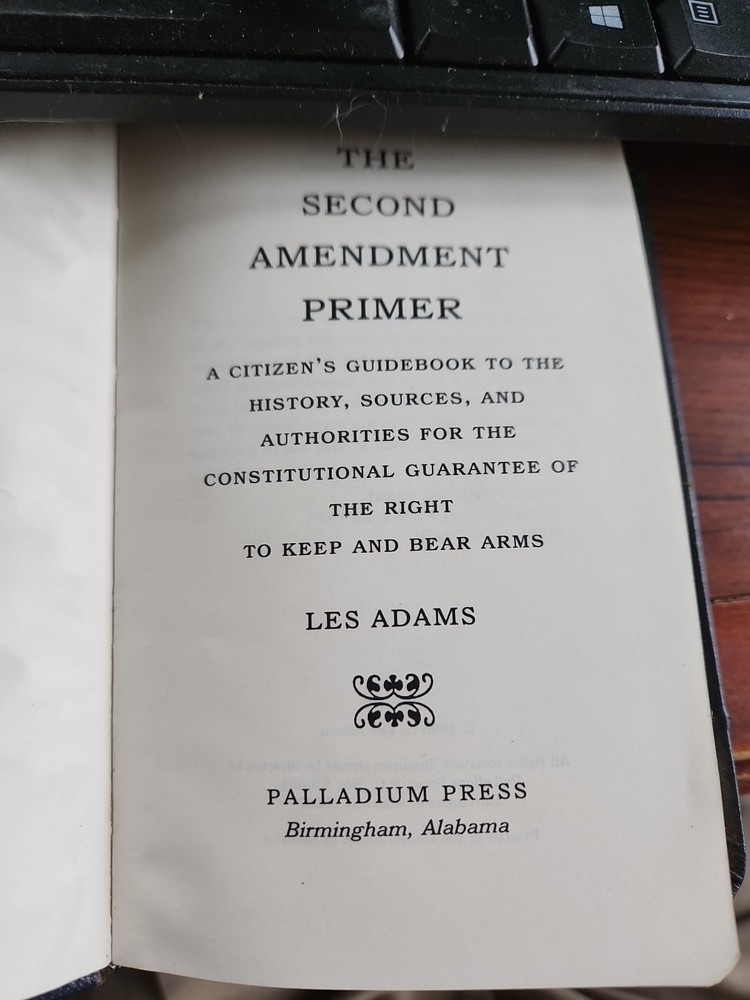 THE
SECOND
AMENDMENT
PRIMER
A CITIZEN'S GUIDEBOOK TO THE
HISTORY, SOURCES, AND
AUTHORITIES FOR THE
CONSTITUTIONAL GUARANTEE OF
THE RIGHT
TO KEEP AND BEAR ARMS
LES ADAMS
PALLADIUM PRESS
Birmingham, Alabama